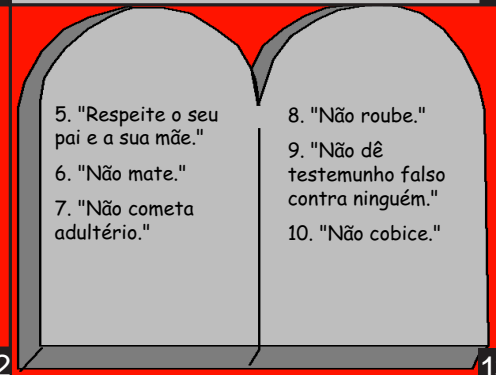 5. "Respeite o seu
pai e a sua mãe."
6. "Não mate."
7. "Não cometa
adultério."
8. "Não roube."
9. "Não dê
testemunho falso
contra ninguém."
10. "Não cobice."
2
1